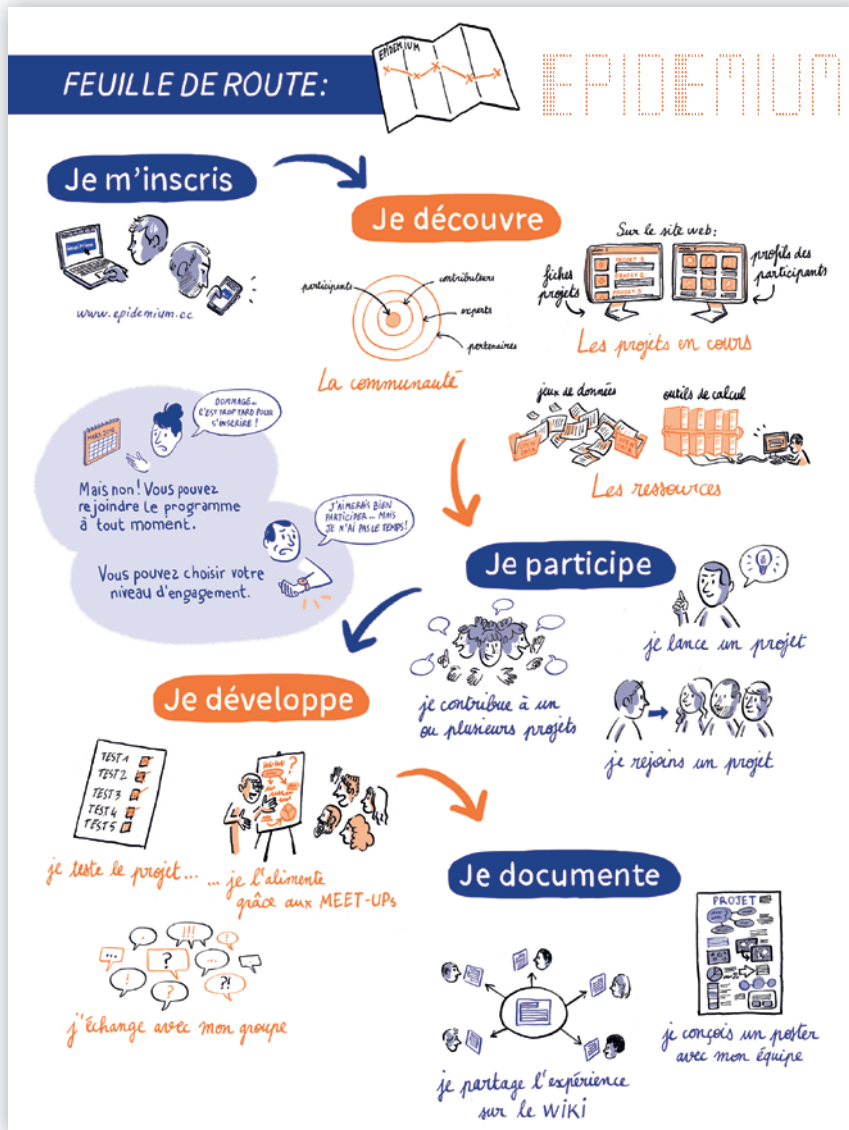 FEUILLE DE ROUTE:
EPIDEMIUM
EPIDEMIUM
Je m'inscris
www.epidemium.cc
Je découvre
participants
contributeurs
experts
partenaires
La communauté
Sur le site web:
fiches
projets
PROJET 1
PROJET 2
PROJET 3
profils des
participants
Les projets en cours
jeux de données
OPEN
DATA
OPEN
DATA
outils de calcul
Les ressources
DOMMAGE...
C'EST TROP TARD POUR
S'INSCRIRE !
Mais non! Vous pouvez
rejoindre le programme
à tout moment.
J'AIMERAIS BIEN
PARTICIPER... MAIS
JE N'AI PAS LE TEMPS!
Vous pouvez choisir votre
niveau d'engagement.
Je participe
je lance un projet
je contribue à un
ou plusieurs projets
je rejoins un projet
Je développe
TEST 1
TEST 2
TEST 3
TEST 4
TEST 5
?
je teste le projet...
... je l'alimente
grâce aux MEET-UPs
. !!! ?
... ? ... -
! ? ?!
j'échange avec mon groupe
Je documente
PROJET
je partage l'expérience
sur le WIKI
je conçois un poster
avec mon équipe